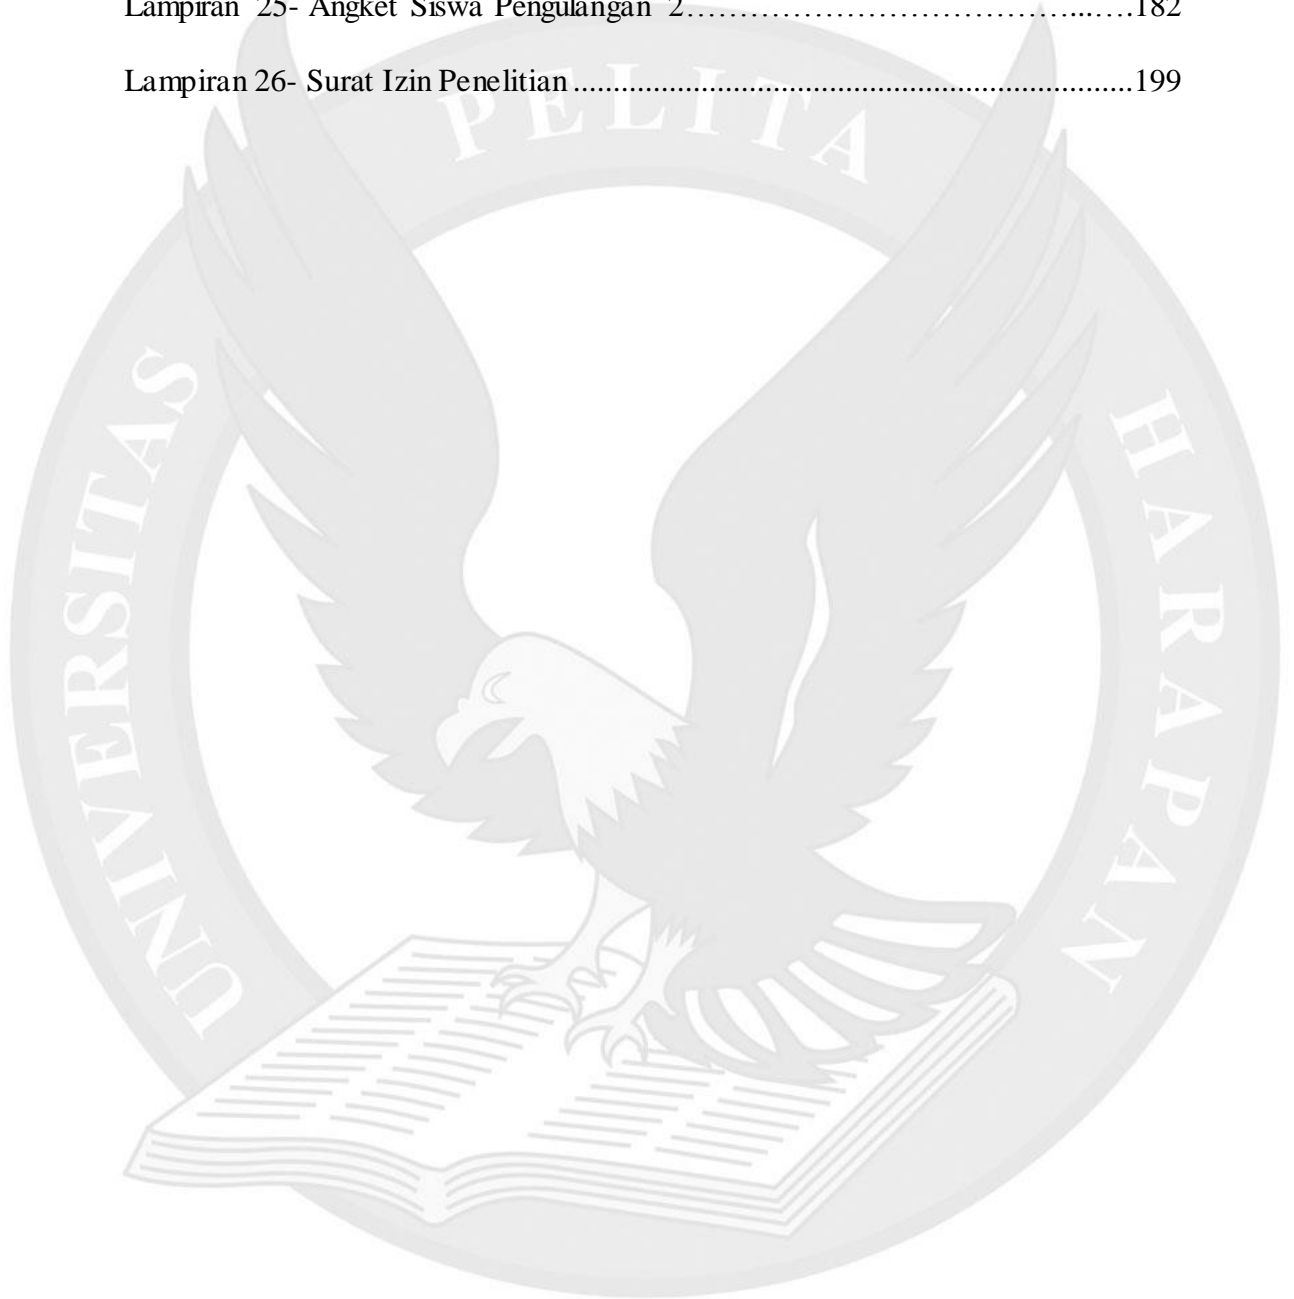 Lampiran 25- Angket Siswa Pengulangan 2…………………………………...….182
Lampiran 26- Surat Izin Penelitian ......................................................................199
UNIVERSITAS PELITA HARAPAN